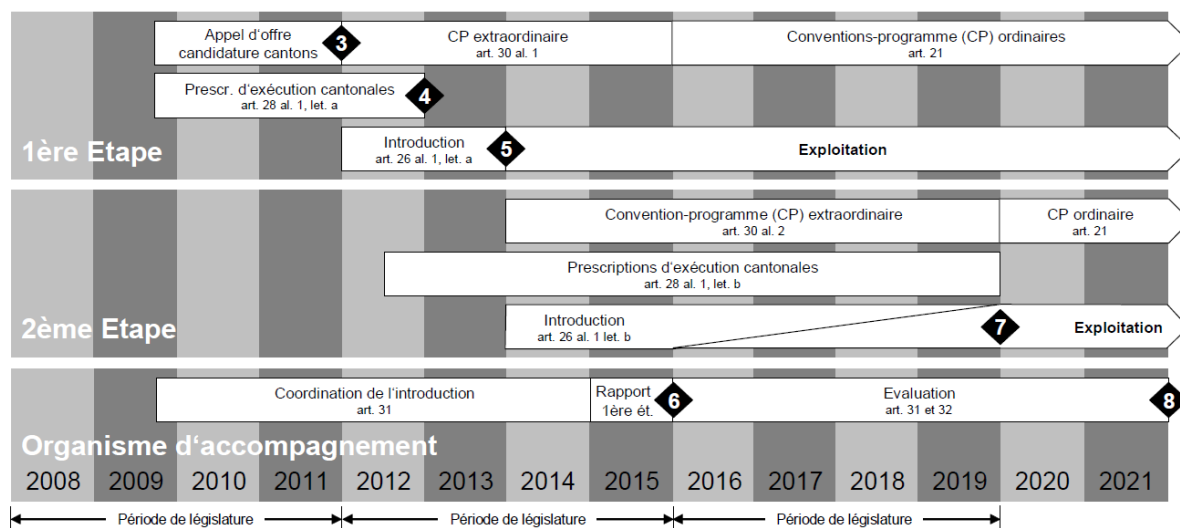 Appel d'offre
candidature cantons
3
CP extraordinaire
art. 30 al. 1
Conventions-programme (CP) ordinaires
art. 21
Prescr. d'exécution cantonales
art. 28 al. 1, let. a
4
1ère Etape
Introduction
art. 26 al. 1, let. a
5
Exploitation
Convention-programme (CP) extraordinaire
art. 30 al. 2
CP ordinaire
art. 21
Prescriptions d'exécution cantonales
art. 28 al. 1, let. b
2ème Etape
Introduction
art. 26 al. 1 let. b
7
Exploitation
Coordination de l'introduction
art. 31
Rapport
1ère ét.
6
Evaluation
art. 31 et 32
8
Organisme d'accompagnement
2008 2009 2010 2011 2012 2013 2014 2015 2016 2017 2018 2019 2020 2021
Période de législature Période de législature Période de législature